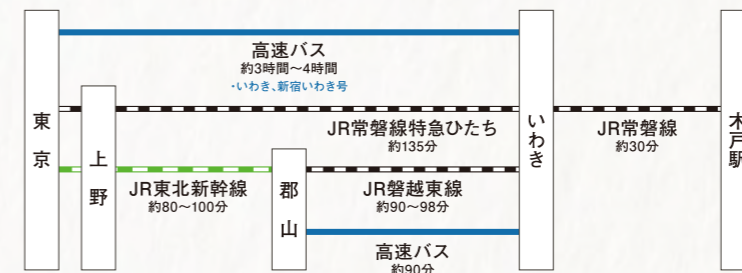 高速バス
約3時間～4時間
・いわき、新宿いわき号
東京
上野
JR常磐線特急ひたち
約135分
いわき
JR常磐線
約30分
木戸駅
JR東北新幹線
約80～100分
郡山
JR磐越東線
約90～98分
高速バス
約90分